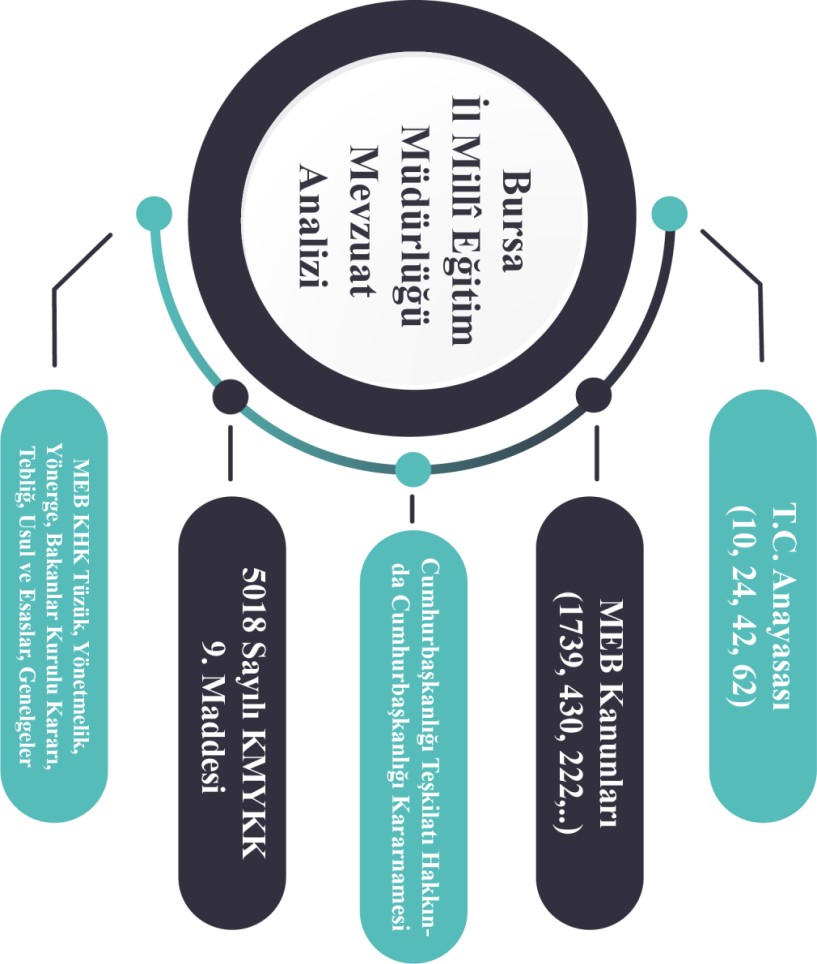 Bursa
İl Millî Eğitim
Müdürlüğü
Mevzuat
Analizi
T.C. Anayasası
(10, 24, 42, 62)
MEB Kanunları
(1739, 430, 222,..)
Cumhurbaşkanlığı Teşkilatı Hakkın-
da Cumhurbaşkanlığı Kararnamesi
5018 Sayılı KMYKK
9. Maddesi
MEB KHK Tüzük, Yönetmelik,
Yönerge, Bakanlar Kurulu Kararı,
Tebliğ, Usul ve Esaslar, Genelgeler